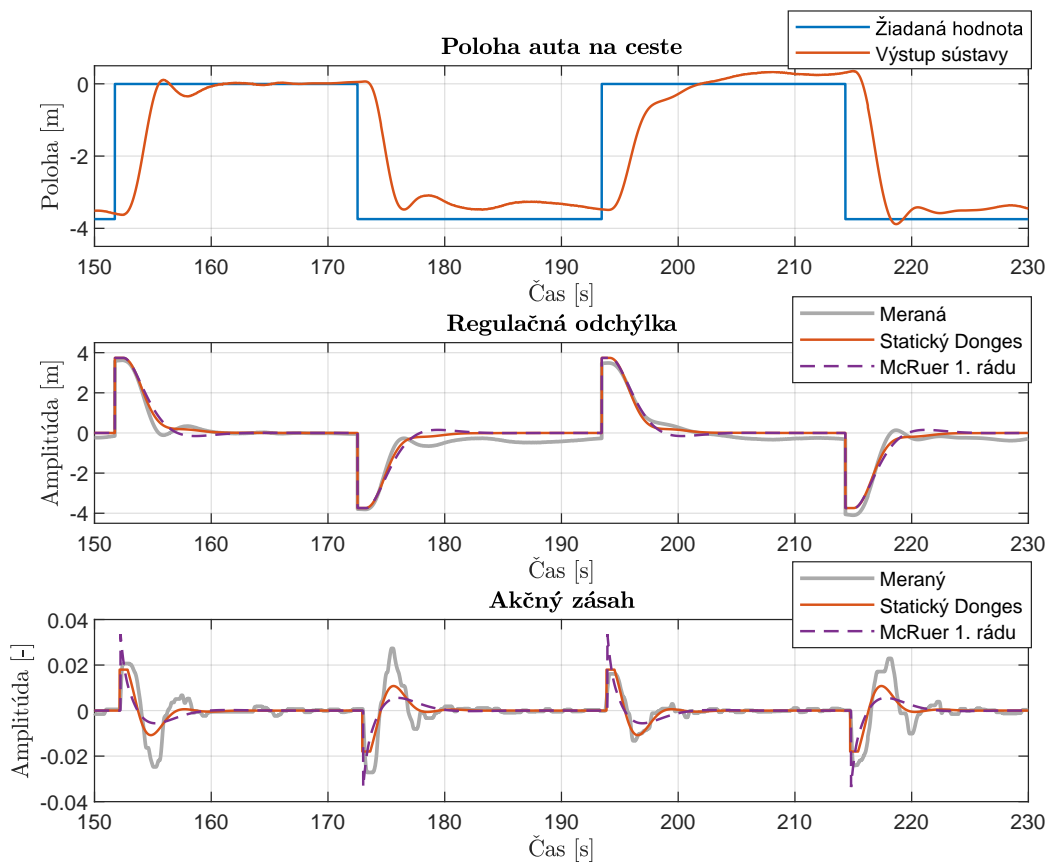 Poloha auta na ceste
Žiadaná hodnota
Výstup sústavy
Poloha [m]
0
-2
-4
150 160 170 180 190 200 210 220 230
Čas [s]
Regulačná odchýlka
Meraná
Statický Donges
McRuer 1. rádu
Amplitúda [m]
4
2
0
-2
-4
150 160 170 180 190 200 210 220 230
Čas [s]
Akčný zásah
Meraný
Statický Donges
McRuer 1. rádu
Amplitúda [-]
0.04
0.02
0
-0.02
-0.04
150 160 170 180 190 200 210 220 230
Čas [s]